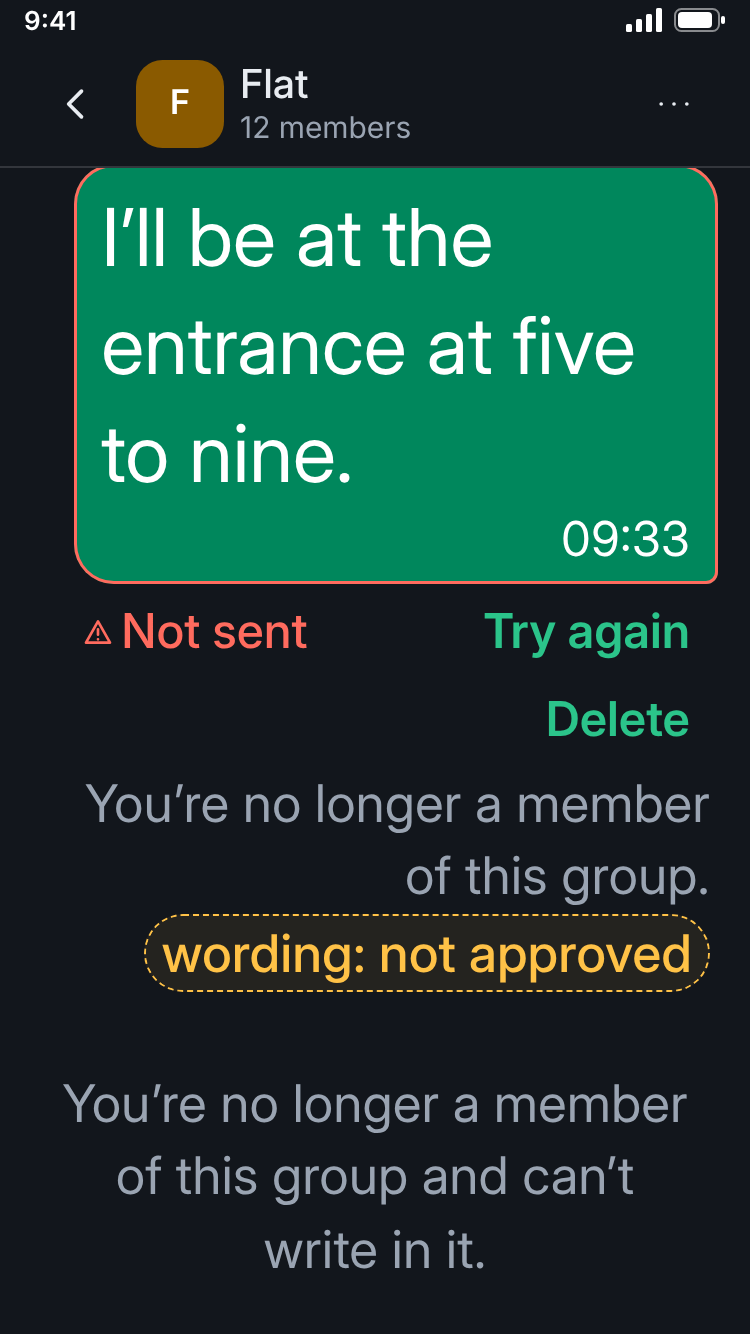 9:41
F
Flat
12 members
...
I’ll be at the
entrance at five
to nine.
09:33
Not sent
Try again
Delete
You’re no longer a member
of this group.
wording: not approved
You’re no longer a member
of this group and can’t
write in it.